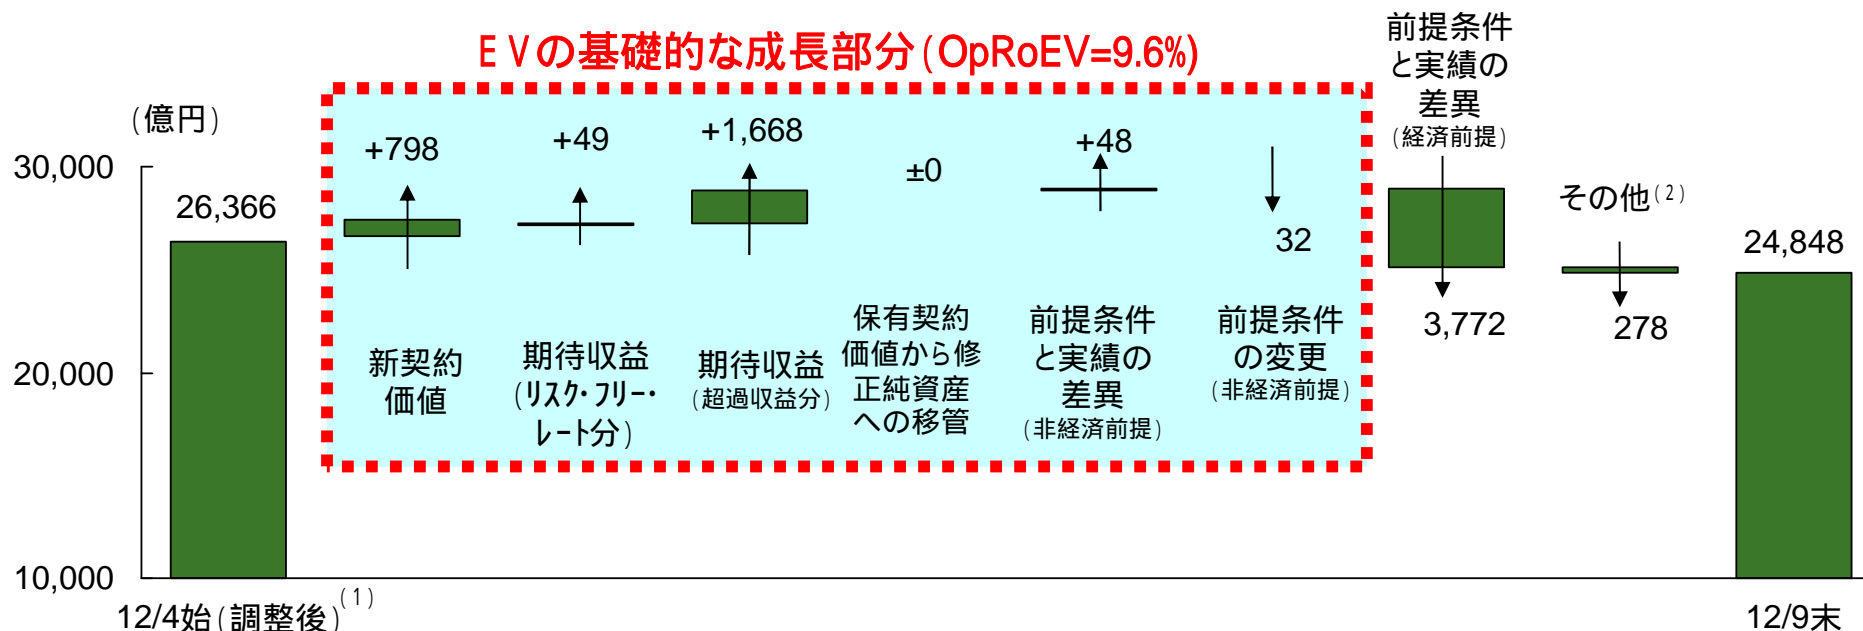 EVの基礎的な成長部分(OpRoEV=9.6%)
(億円)
30,000
20,000
10,000
26,366
12/4始(調整後)(1)
+798
新契約
価値
+49
期待収益
(リスク・フリー・
レート分)
+1,668
期待収益
(超過収益分)
±0
保有契約
価値から修
正純資産
への移管
+48
前提条件
と実績の
差異
(非経済前提)
32
前提条件
の変更
(非経済前提)
前提条件
と実績の
差異
(経済前提)
3,772
その他(2)
278
24,848
12/9末